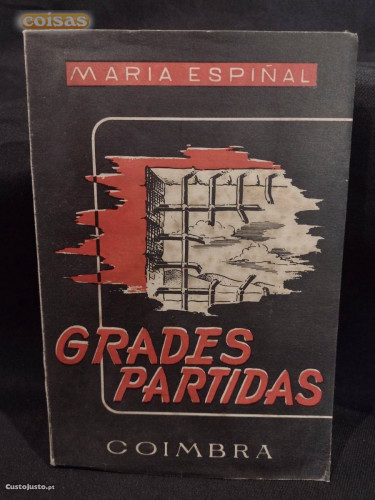 coisas
MARIA ESPIÑAL
GRADES
PARTIDAS
COIMBRA
CustoJusto.pt